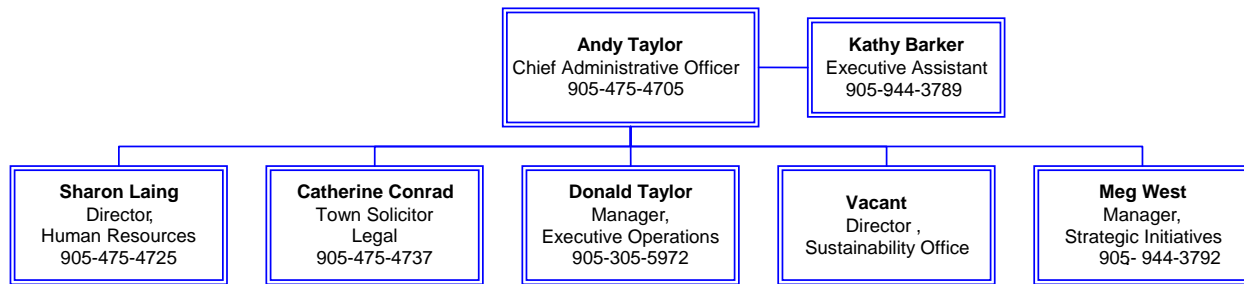 Andy Taylor
Chief Administrative Officer
905-475-4705
Kathy Barker
Executive Assistant
905-944-3789
Sharon Laing
Director,
Human Resources
905-475-4725
Catherine Conrad
Town Solicitor
Legal
905-475-4737
Donald Taylor
Manager,
Executive Operations
905-305-5972
Vacant
Director ,
Sustainability Office
Meg West
Manager,
Strategic Initiatives
905- 944-3792